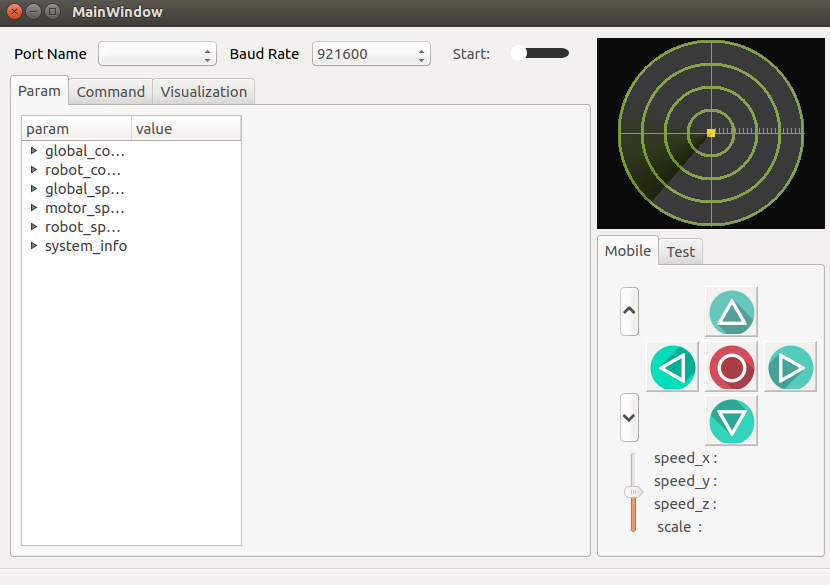 MainWindow
Port Name
Baud Rate 921600 Start:
Param Command Visualization
param value
global_co...
robot_co...
global_sp...
motor_sp...
robot_sp...
system_info
Mobile Test
speed_x :
speed_y :
speed_z :
scale :